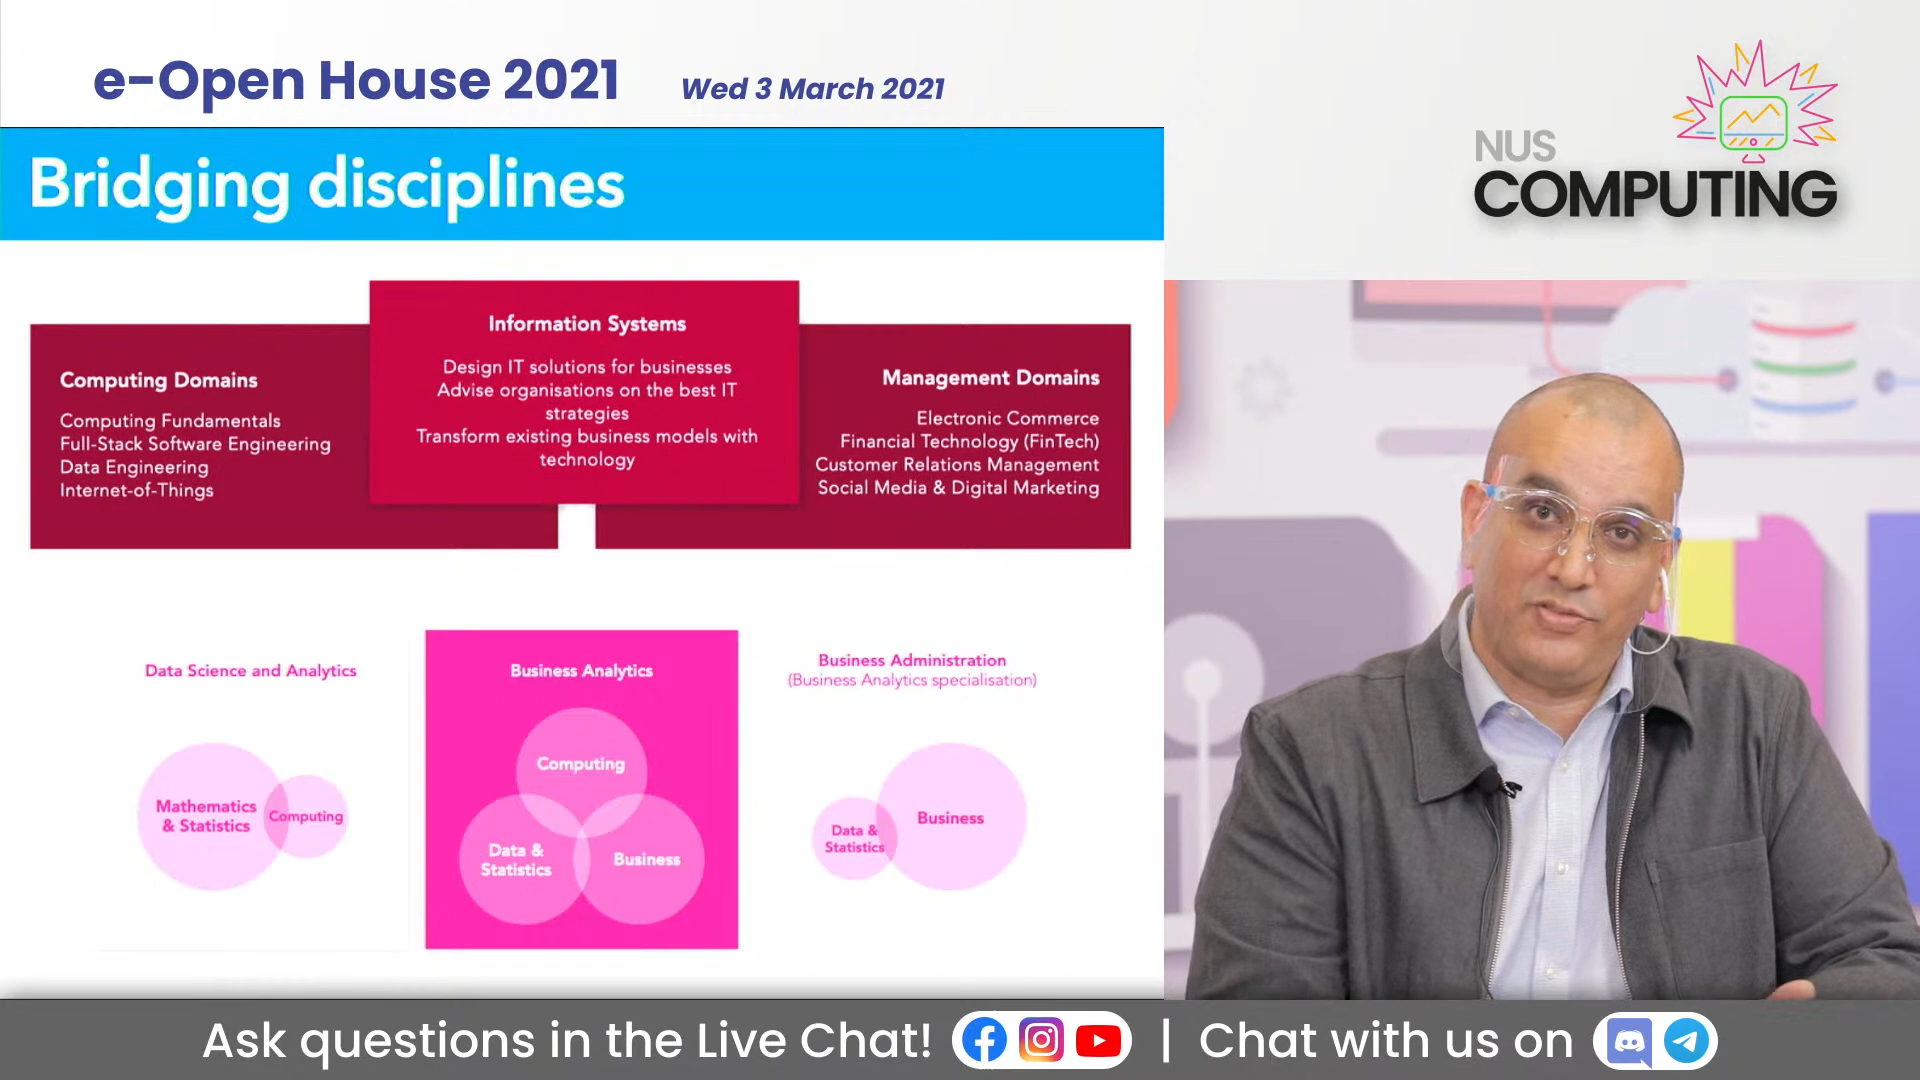 e-Open House 2021
Wed 3 March 2021
NUS
COMPUTING
Bridging disciplines
Information Systems
Design IT solutions for businesses
Advise organisations on the best IT
strategies
Transform existing business models with
technology
Computing Domains
Computing Fundamentals
Full-Stack Software Engineering
Data Engineering
Internet-of-Things
Management Domains
Electronic Commerce
Financial Technology (FinTech)
Customer Relations Management
Social Media & Digital Marketing
Data Science and Analytics
Mathematics
& Statistics
Computing
Business Analytics
Computing
Data &
Statistics
Business
Business Administration
(Business Analytics specialisation)
Data &
Statistics
Business
Ask questions in the Live Chat!
| Chat with us on